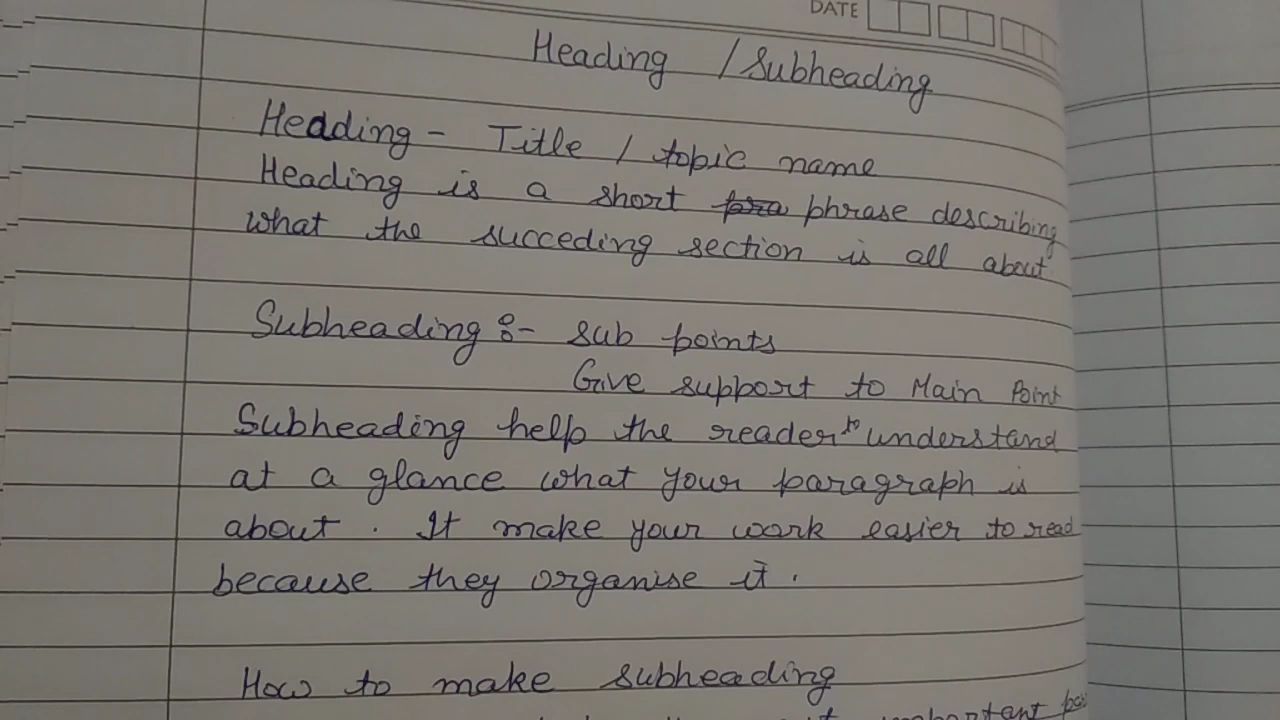 DATE
Heading / Subheading
Heading - Title / topic name
Heading is a short phrase describing
what the succeding section is all about
Subheading :- sub points
Give support to Main Point
Subheading help the reader to understand
at a glance what your paragraph is
about . It make your work easier to read
because they organise it .
How to make subheading
important